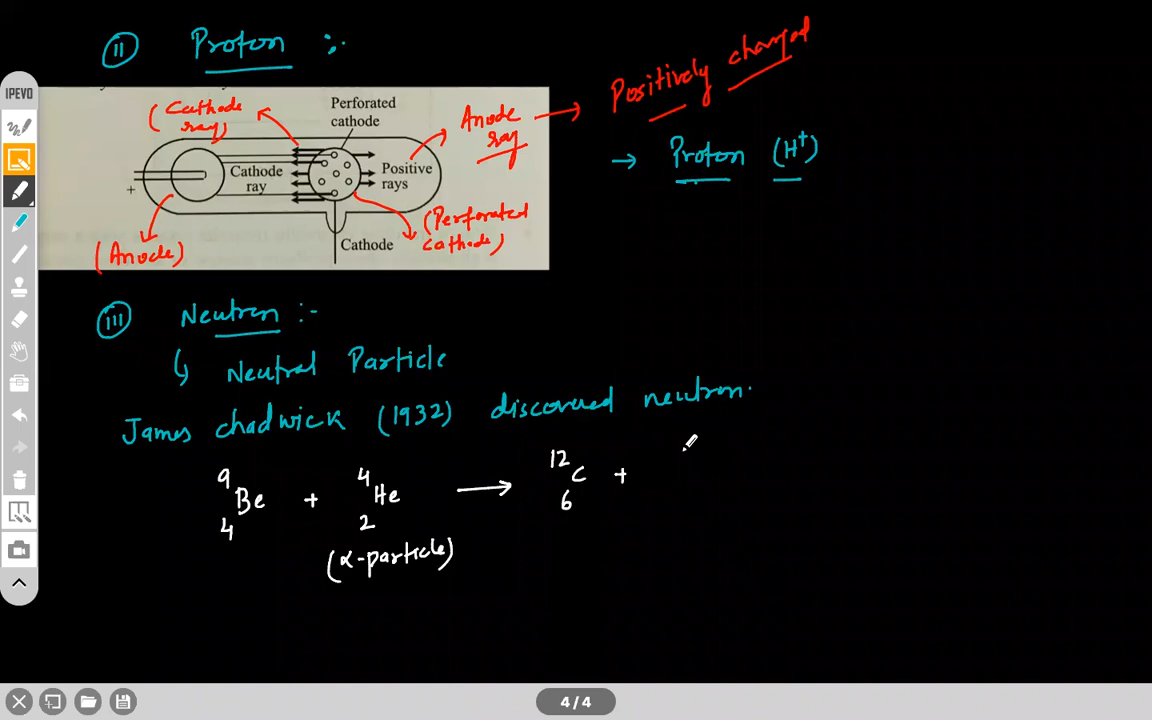 (II) Proton :-
Positively charged
IPEVO
(Cathode ray)
Perforated cathode
Anode ray
→ Proton (H⁺)
Cathode ray
Positive rays
+
(Anode)
Cathode
(Perforated cathode)
(III) Neutron :-
Neutral Particle
James chadwick (1932) discovered neutron.
⁹₄Be + ⁴₂He → ¹²₆C +
(α-particle)
4/4